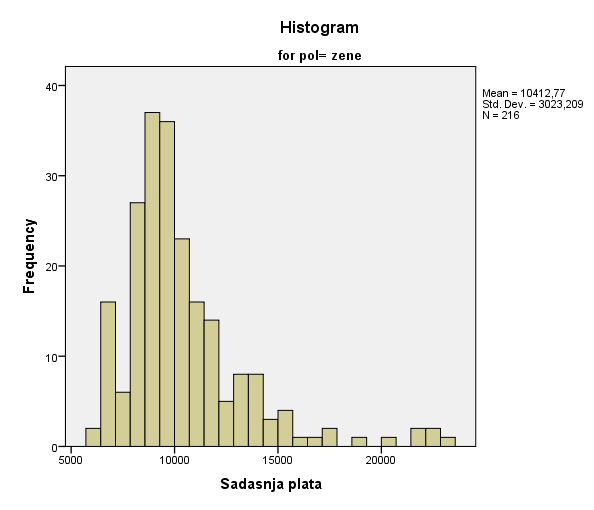 Histogram
for pol= zene
Mean = 10412,77
Std. Dev. = 3023,209
N = 216
Frequency
40
30
20
10
0
5000 10000 15000 20000
Sadasnja plata